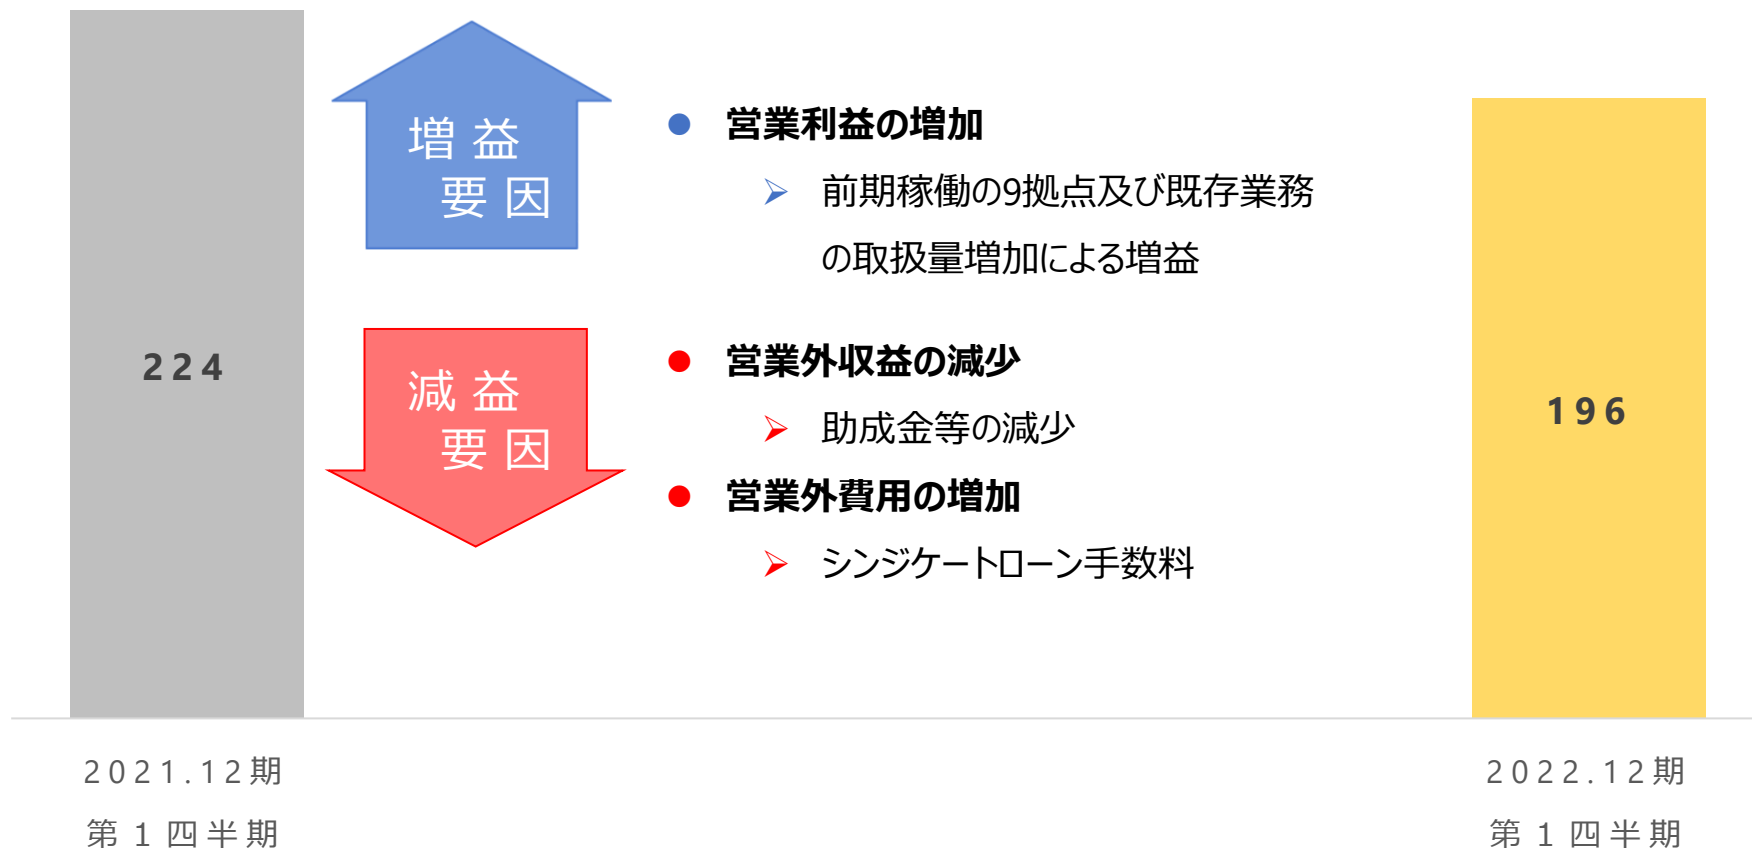 224
増益
要因
営業利益の増加
前期稼働の9拠点及び既存業務
の取扱量増加による増益
減益
要因
営業外収益の減少
助成金等の減少
営業外費用の増加
シンジケートローン手数料
196
2021.12期
第1四半期
2022.12期
第1四半期